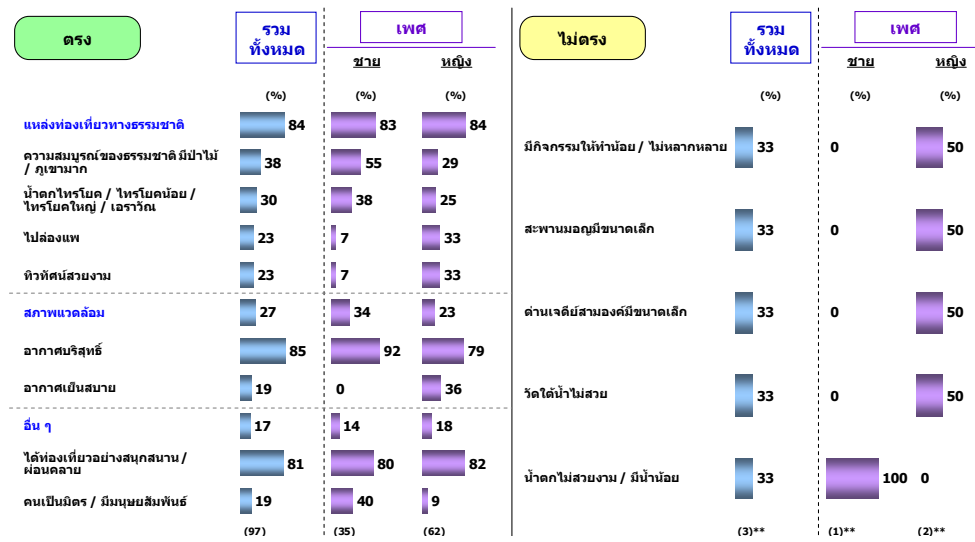 ตรง
รวม
ทั้งหมด
เพศ
ชาย
หญิง
(%)
(%)
(%)
แหล่งท่องเที่ยวทางธรรมชาติ
84
83
84
ความสมบูรณ์ของธรรมชาติ มีป่าไม้
/ ภูเขามาก
38
55
29
น้ำตกไทรโยค / ไทรโยคน้อย /
ไทรโยคใหญ่ / เอราวัณ
30
38
25
ไปล่องแพ
23
7
33
ทิวทัศน์สวยงาม
23
7
33
สภาพแวดล้อม
27
34
23
อากาศบริสุทธิ์
85
92
79
อากาศเย็นสบาย
19
0
36
อื่น ๆ
17
14
18
ได้ท่องเที่ยวอย่างสนุกสนาน /
ผ่อนคลาย
81
80
82
คนเป็นมิตร / มีมนุษยสัมพันธ์
19
40
9
(97)
(35)
(62)
ไม่ตรง
รวม
ทั้งหมด
เพศ
ชาย
หญิง
(%)
(%)
(%)
มีกิจกรรมให้ทำน้อย / ไม่หลากหลาย
33
0
50
สะพานมอญมีขนาดเล็ก
33
0
50
ด่านเจดีย์สามองค์มีขนาดเล็ก
33
0
50
วัดใต้น้ำไม่สวย
33
0
50
น้ำตกไม่สวยงาม / มีน้ำน้อย
33
100
0
(3)**
(1)**
(2)**